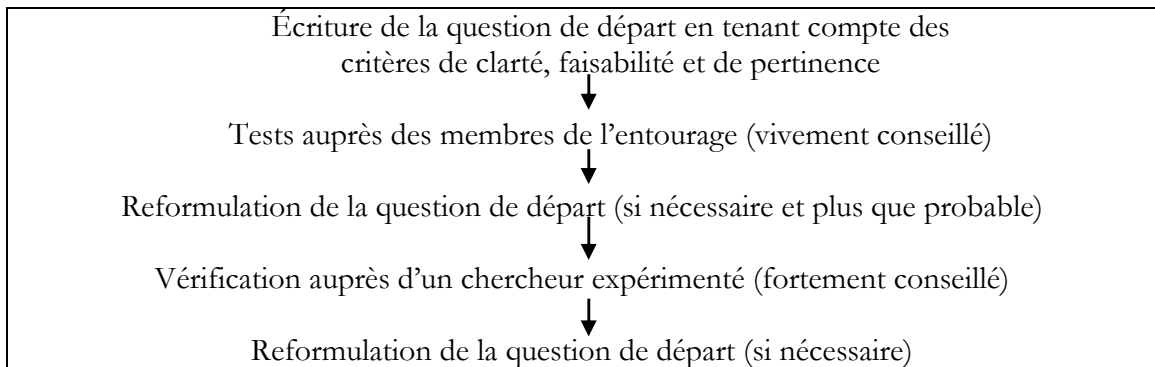 Écriture de la question de départ en tenant compte des
critères de clarté, faisabilité et de pertinence
Tests auprès des membres de l’entourage (vivement conseillé)
Reformulation de la question de départ (si nécessaire et plus que probable)
Vérification auprès d’un chercheur expérimenté (fortement conseillé)
Reformulation de la question de départ (si nécessaire)